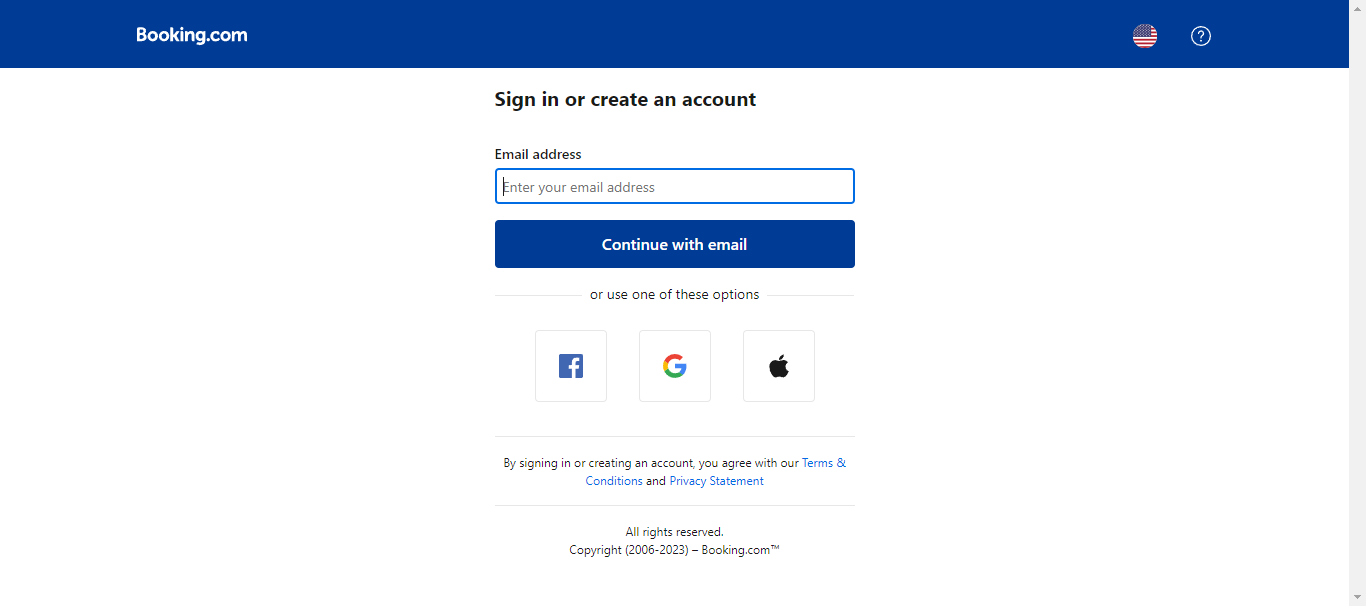 Booking.com
Sign in or create an account
Email address
Enter your email address
Continue with email
or use one of these options
By signing in or creating an account, you agree with our Terms &
Conditions and Privacy Statement
All rights reserved.
Copyright (2006-2023) – Booking.com™